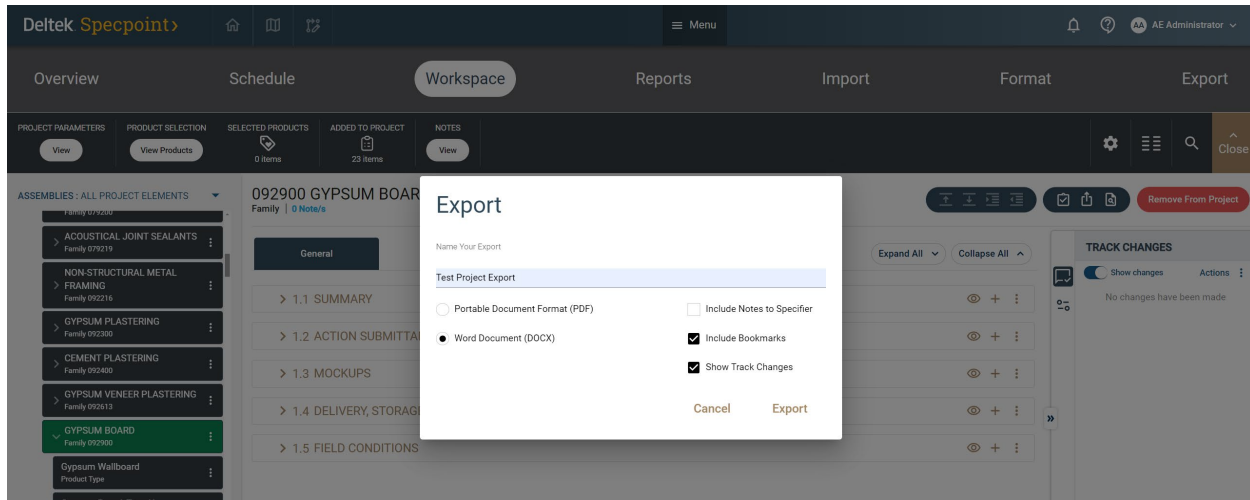 Deltek Specpoint
Menu
AA AE Administrator
Overview Schedule Workspace Reports Import Format Export
PROJECT PARAMETERS PRODUCT SELECTION SELECTED PRODUCTS ADDED TO PROJECT NOTES
View View Products 0 items 23 items View
Close
ASSEMBLIES : ALL PROJECT ELEMENTS
Family 079200
ACOUSTICAL JOINT SEALANTS
Family 079219
NON-STRUCTURAL METAL
FRAMING
Family 092216
GYPSUM PLASTERING
Family 092300
CEMENT PLASTERING
Family 092400
GYPSUM VENEER PLASTERING
Family 092613
GYPSUM BOARD
Family 092900
Gypsum Wallboard
Product Type
092900 GYPSUM BOAR
Family | 0 Note/s
Remove From Project
General
Expand All Collapse All
1.1 SUMMARY
1.2 ACTION SUBMITTA
1.3 MOCKUPS
1.4 DELIVERY, STORAG
1.5 FIELD CONDITIONS
Export
Name Your Export
Test Project Export
Portable Document Format (PDF) Include Notes to Specifier
Word Document (DOCX) Include Bookmarks
Show Track Changes
Cancel Export
TRACK CHANGES
Show changes Actions
No changes have been made